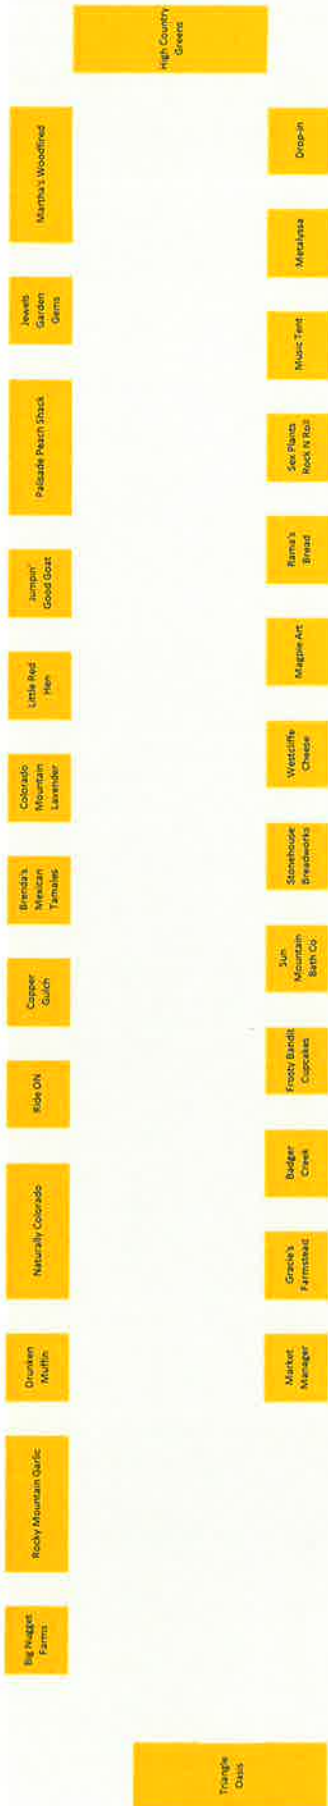 High Country
Greens
Martha's Woodfired
Jewels
Garden
Gems
Palisade Peach Shack
Jumpin'
Good Goat
Little Red
Hen
Colorado
Mountain
Lavender
Brenda's
Mexican
Tamales
Copper
Gulch
Ride ON
Naturally Colorado
Drunken
Muffin
Rocky Mountain Garlic
Big Nugget
Farms
Drop-in
Metalyssa
Music Tent
Sex Plants
Rock N Roll
Rama's
Bread
Magpie Art
Westcliffe
Cheese
Stonehouse
Breadworks
Sun
Mountain
Bath Co
Frosty Bandit
Cupcakes
Badger
Creek
Gracie's
Farmstead
Market
Manager
Triangle
Oasis